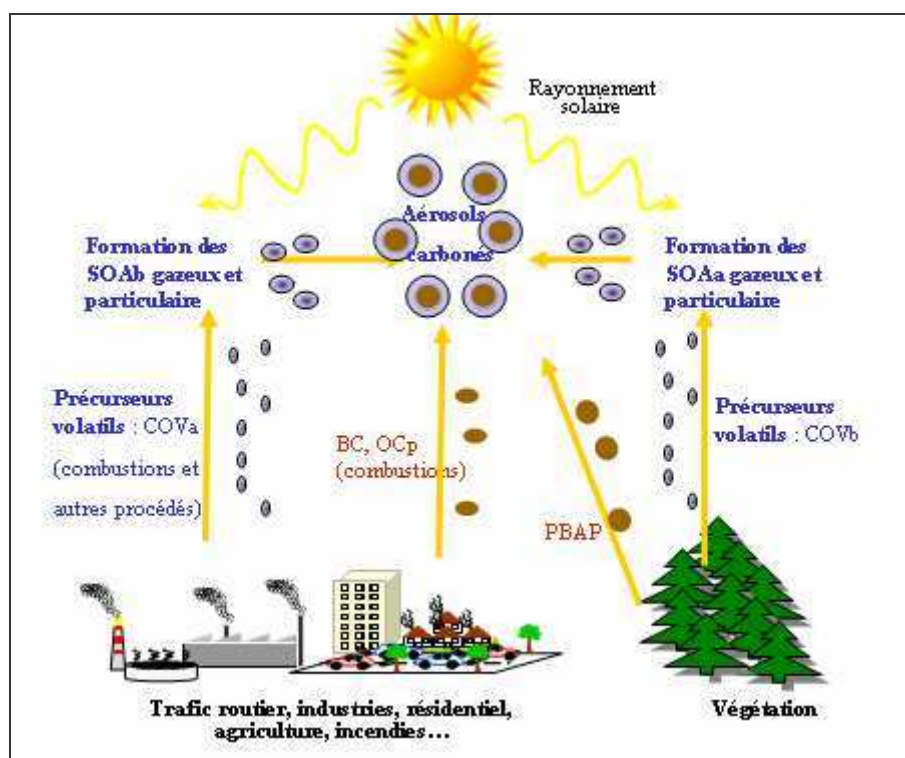 Rayonnement
solaire
Aérosols
carbonés
Formation des
SOAb gazeux et
particulaire
Formation des
SOAa gazeux et
particulaire
Précurseurs
volatils : COVa
(combustions et
autres procédés)
BC, OCp
(combustions)
PBAP
Précurseurs
volatils : COVb
Trafic routier, industries, résidentiel,
agriculture, incendies...
Végétation